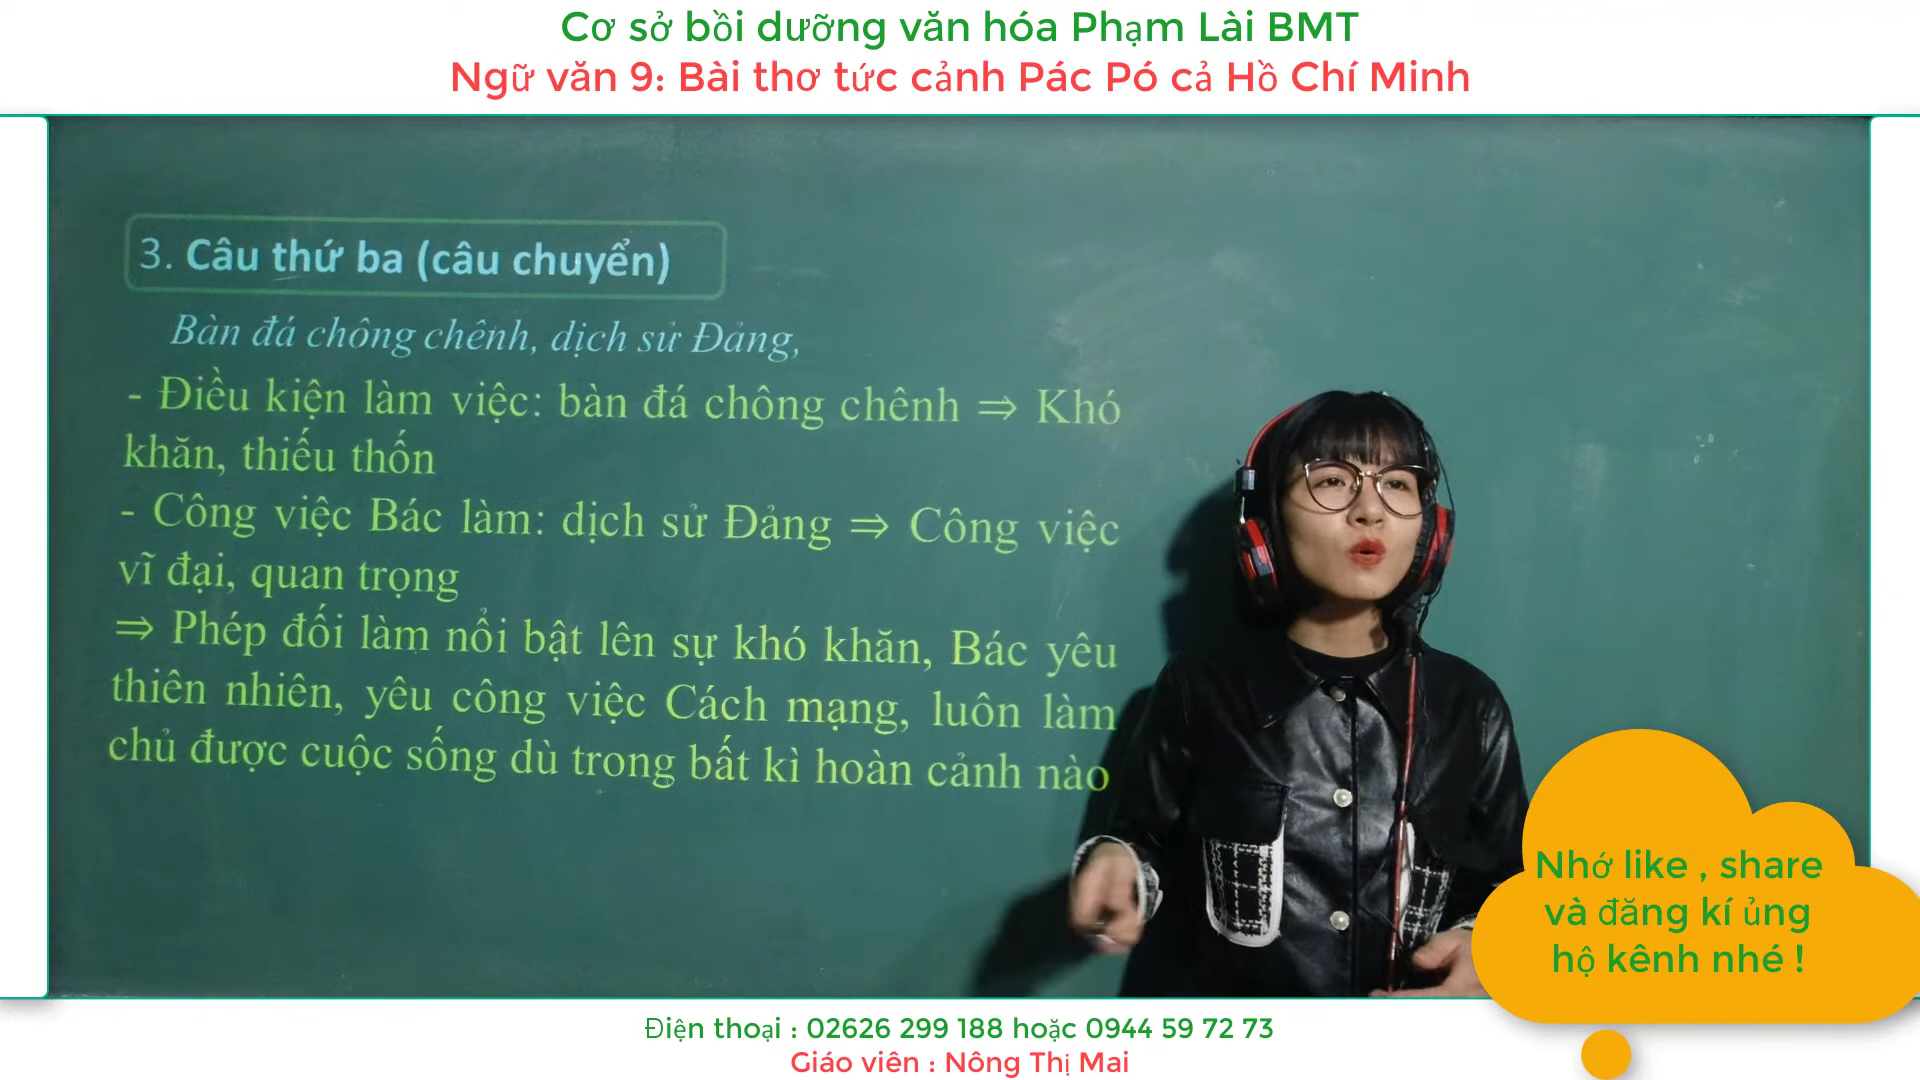 Cơ sở bồi dưỡng văn hóa Phạm Lài BMT
Ngữ văn 9: Bài thơ tức cảnh Pác Pó cả Hồ Chí Minh
3. Câu thứ ba (câu chuyển)
Bàn đá chông chênh, dịch sử Đảng,
- Điều kiện làm việc: bàn đá chông chênh ⇒ Khó
khăn, thiếu thốn
- Công việc Bác làm: dịch sử Đảng ⇒ Công việc
vĩ đại, quan trọng
⇒ Phép đối làm nổi bật lên sự khó khăn, Bác yêu
thiên nhiên, yêu công việc Cách mạng, luôn làm
chủ được cuộc sống dù trong bất kì hoàn cảnh nào
Nhớ like , share
và đăng kí ủng
hộ kênh nhé !
Điện thoại : 02626 299 188 hoặc 0944 59 72 73
Giáo viên : Nông Thị Mai